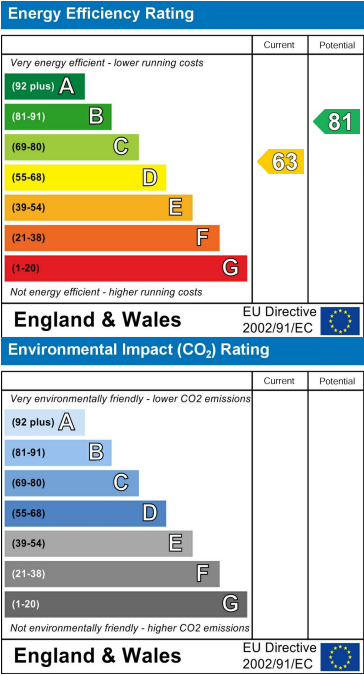 Energy Efficiency Rating
Current Potential
Very energy efficient - lower running costs
(92 plus) A
(81-91) B
81
(69-80) C
63
(55-68) D
(39-54) E
(21-38) F
(1-20) G
Not energy efficient - higher running costs
England & Wales
EU Directive
2002/91/EC
Environmental Impact (CO₂) Rating
Current Potential
Very environmentally friendly - lower CO2 emissions
(92 plus) A
(81-91) B
(69-80) C
(55-68) D
(39-54) E
(21-38) F
(1-20) G
Not environmentally friendly - higher CO2 emissions
England & Wales
EU Directive
2002/91/EC